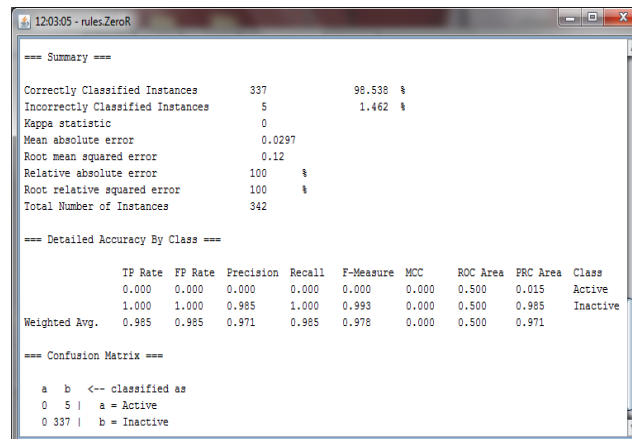 12:03:05 - rules.ZeroR
=== Summary ===
Correctly Classified Instances 337 98.538 %
Incorrectly Classified Instances 5 1.462 %
Kappa statistic 0
Mean absolute error 0.0297
Root mean squared error 0.12
Relative absolute error 100 %
Root relative squared error 100 %
Total Number of Instances 342
=== Detailed Accuracy By Class ===
TP Rate FP Rate Precision Recall F-Measure MCC ROC Area PRC Area Class
0.000 0.000 0.000 0.000 0.000 0.000 0.500 0.015 Active
1.000 1.000 0.985 1.000 0.993 0.000 0.500 0.985 Inactive
Weighted Avg. 0.985 0.985 0.971 0.985 0.978 0.000 0.500 0.971
=== Confusion Matrix ===
a b <-- classified as
0 5 | a = Active
0 337 | b = Inactive